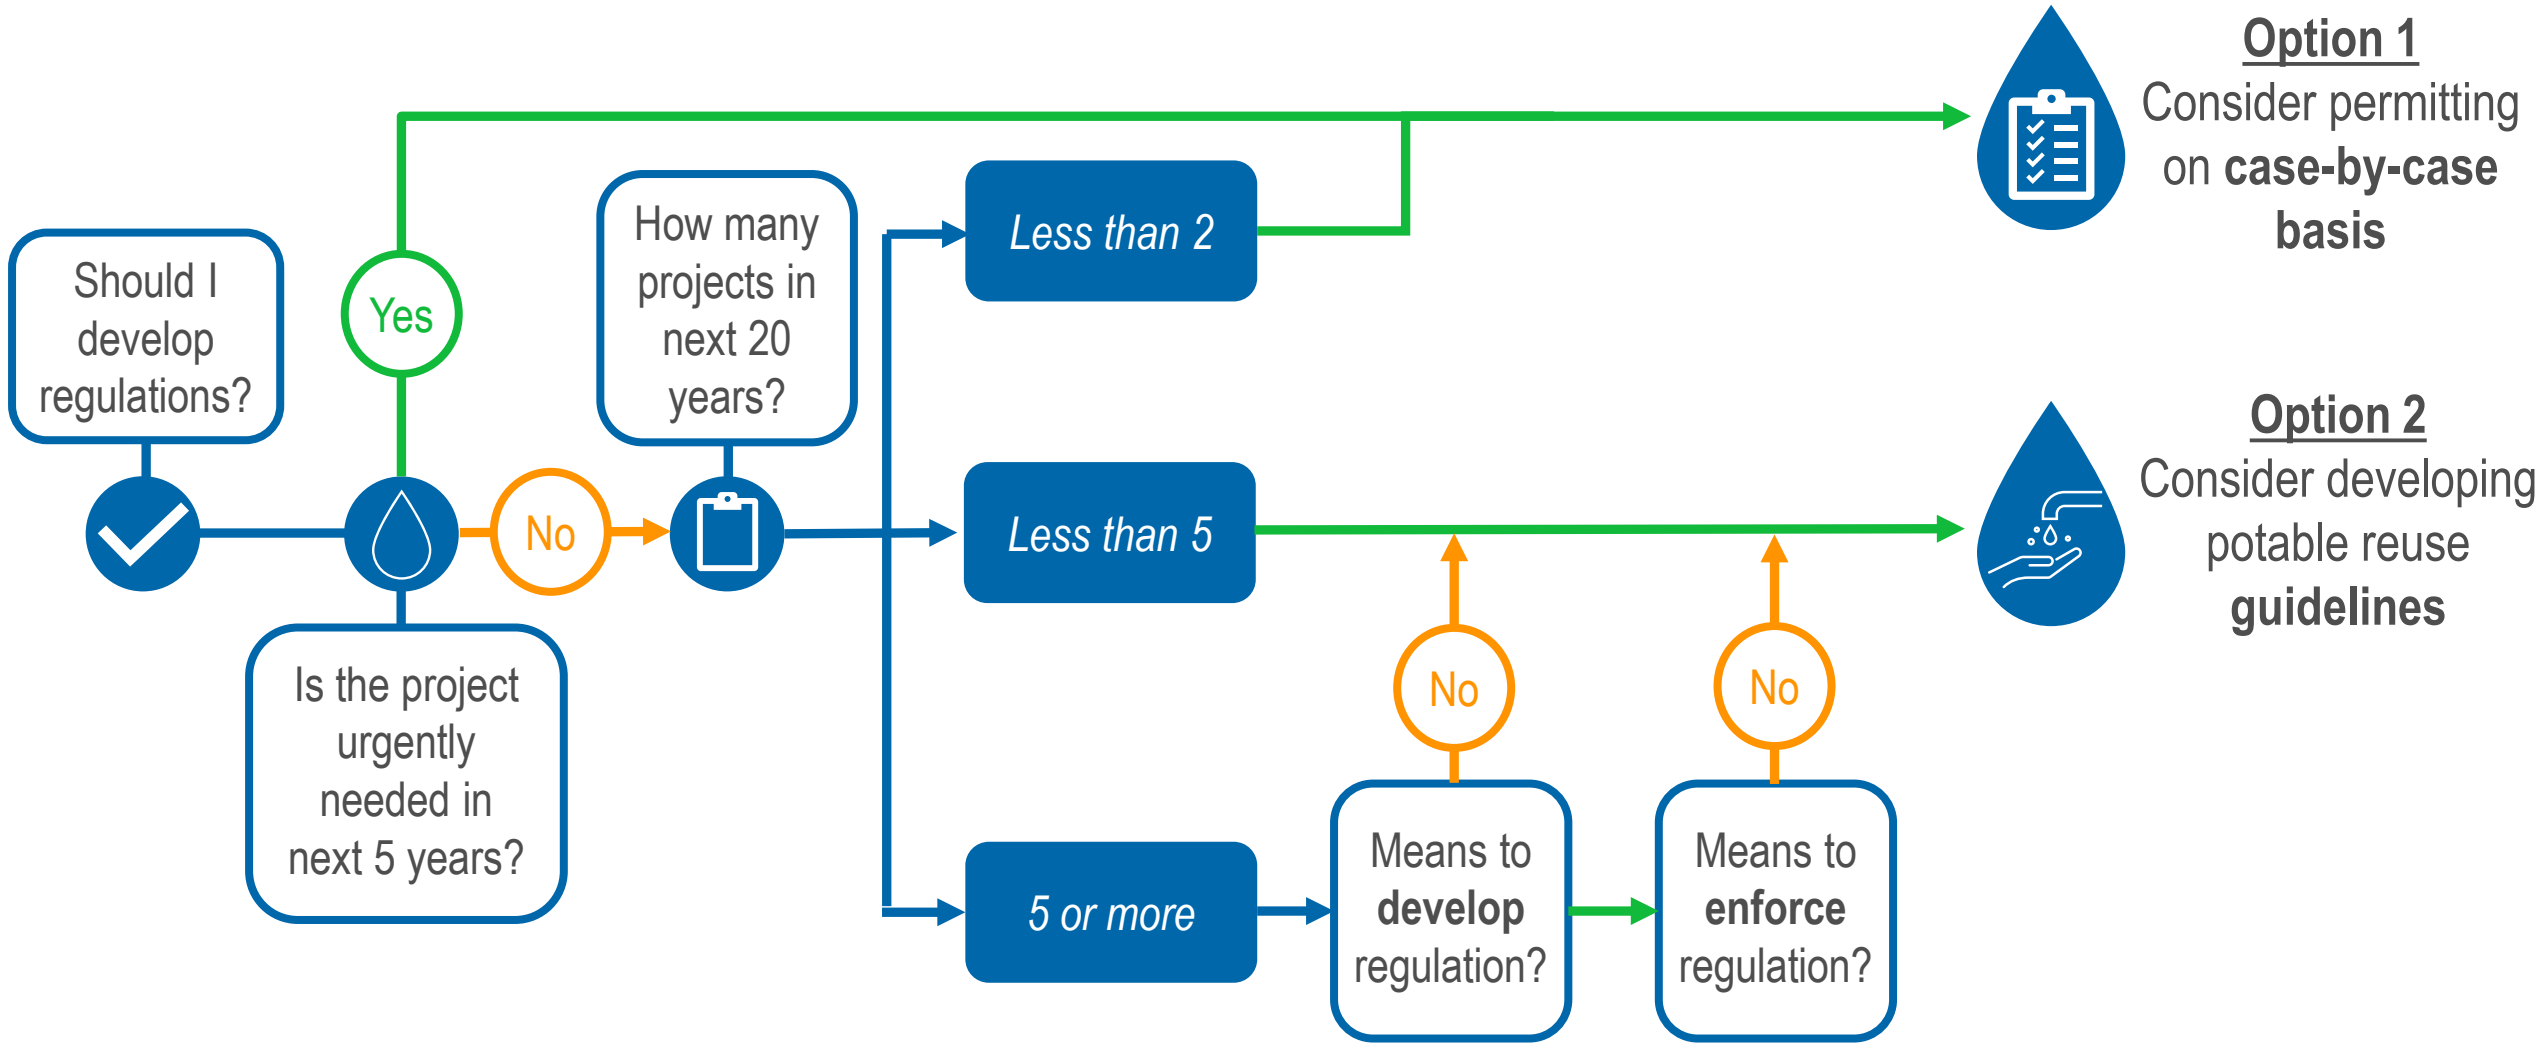 Should I
develop
regulations?
Yes
No
Is the project
urgently
needed in
next 5 years?
How many
projects in
next 20
years?
Less than 2
Less than 5
5 or more
No
No
Means to
develop
regulation?
Means to
enforce
regulation?
Option 1
Consider permitting
on case-by-case
basis
Option 2
Consider developing
potable reuse
guidelines